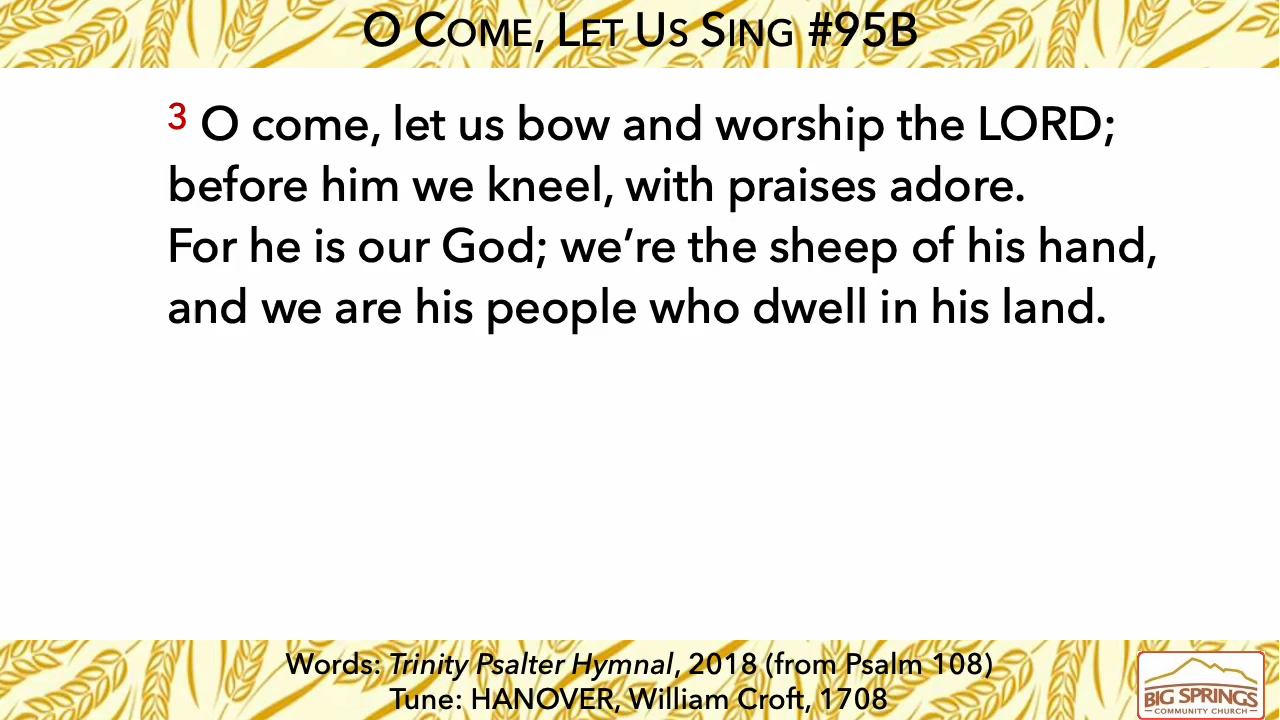 O COME, LET US SING #95B
3 O come, let us bow and worship the LORD;
before him we kneel, with praises adore.
For he is our God; we’re the sheep of his hand,
and we are his people who dwell in his land.
Words: Trinity Psalter Hymnal, 2018 (from Psalm 108)
Tune: HANOVER, William Croft, 1708
BIG SPRINGS
COMMUNITY CHURCH